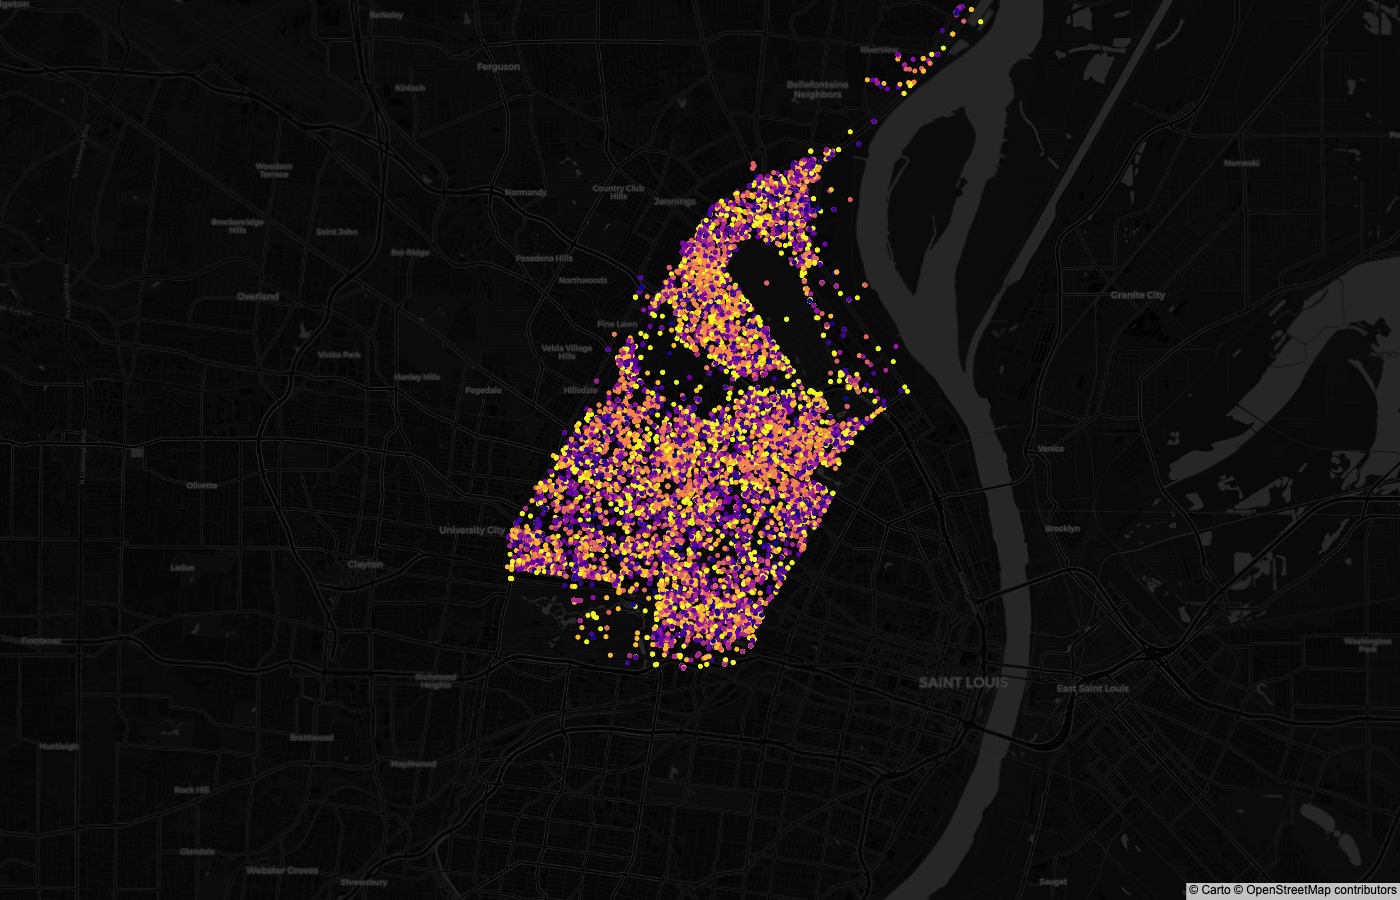 Berkeley
Riverview
Ferguson
Kinloch
Bellefontaine
Neighbors
Woodson
Terrace
Normandy
Country Club
Hills
Jennings
Nameoki
Breckenridge
Hills
Saint John
Bel-Ridge
Pasadena Hills
Northwoods
Overland
Granite City
Pine Lawn
Vinita Park
Velda Village
Hills
Hanley Hills
Pagedale
Hillsdale
Venice
Olivette
University City
Brooklyn
Clayton
Ladue
Frontenac
Washington
Park
Richmond
Heights
SAINT LOUIS
East Saint Louis
Huntleigh
Brentwood
Maplewood
Rock Hill
Glendale
Webster Groves
Shrewsbury
Sauget
© Carto © OpenStreetMap contributors